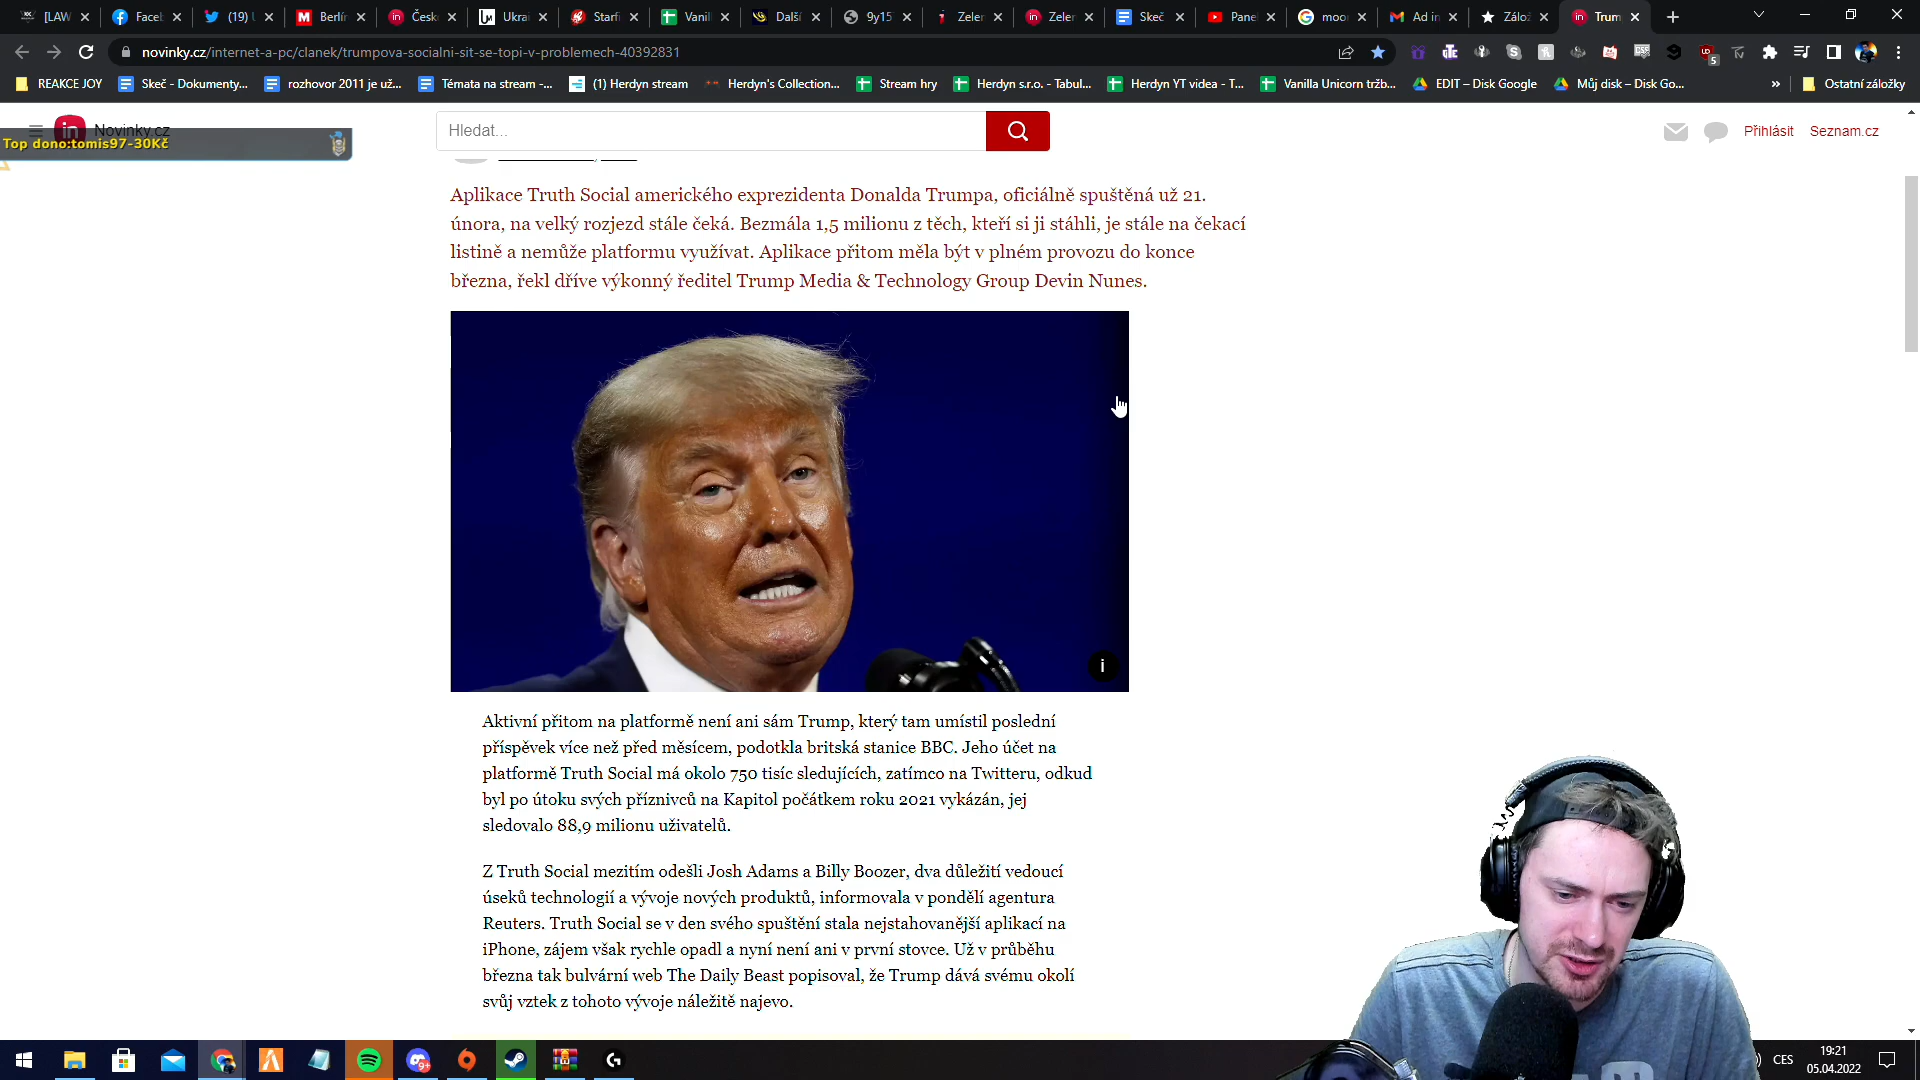 [LAW
Faceb
(19)
Berlín
Česk
Ukrai
Starfi
Vanill
Další
9y15
Zelen
Zelen
Skeč
Pane
moon
Ad in
Zálož
Trum
novinky.cz/internet-a-pc/clanek/trumpova-socialni-sit-se-topi-v-problemech-40392831
REAKCE JOY
Skeč - Dokumenty...
rozhovor 2011 je už...
Témata na stream -...
(1) Herdyn stream
Herdyn's Collection...
Stream hry
Herdyn s.r.o. - Tabul...
Herdyn YT videa - T...
Vanilla Unicorn tržb...
EDIT – Disk Google
Můj disk – Disk Go...
»
Ostatní záložky
Novinky.cz
Top dono:tomis97-30Kč
Hledat...
Přihlásit
Seznam.cz
Aplikace Truth Social amerického exprezidenta Donalda Trumpa, oficiálně spuštěná už 21.
února, na velký rozjezd stále čeká. Bezmála 1,5 milionu z těch, kteří si ji stáhli, je stále na čekací
listině a nemůže platformu využívat. Aplikace přitom měla být v plném provozu do konce
března, řekl dříve výkonný ředitel Trump Media & Technology Group Devin Nunes.
i
Aktivní přitom na platformě není ani sám Trump, který tam umístil poslední
příspěvek více než před měsícem, podotkla britská stanice BBC. Jeho účet na
platformě Truth Social má okolo 750 tisíc sledujících, zatímco na Twitteru, odkud
byl po útoku svých příznivců na Kapitol počátkem roku 2021 vykázán, jej
sledovalo 88,9 milionu uživatelů.
Z Truth Social mezitím odešli Josh Adams a Billy Boozer, dva důležití vedoucí
úseků technologií a vývoje nových produktů, informovala v pondělí agentura
Reuters. Truth Social se v den svého spuštění stala nejstahovanější aplikací na
iPhone, zájem však rychle opadl a nyní není ani v první stovce. Už v průběhu
března tak bulvární web The Daily Beast popisoval, že Trump dává svému okolí
svůj vztek z tohoto vývoje náležitě najevo.
CES
19:21
05.04.2022